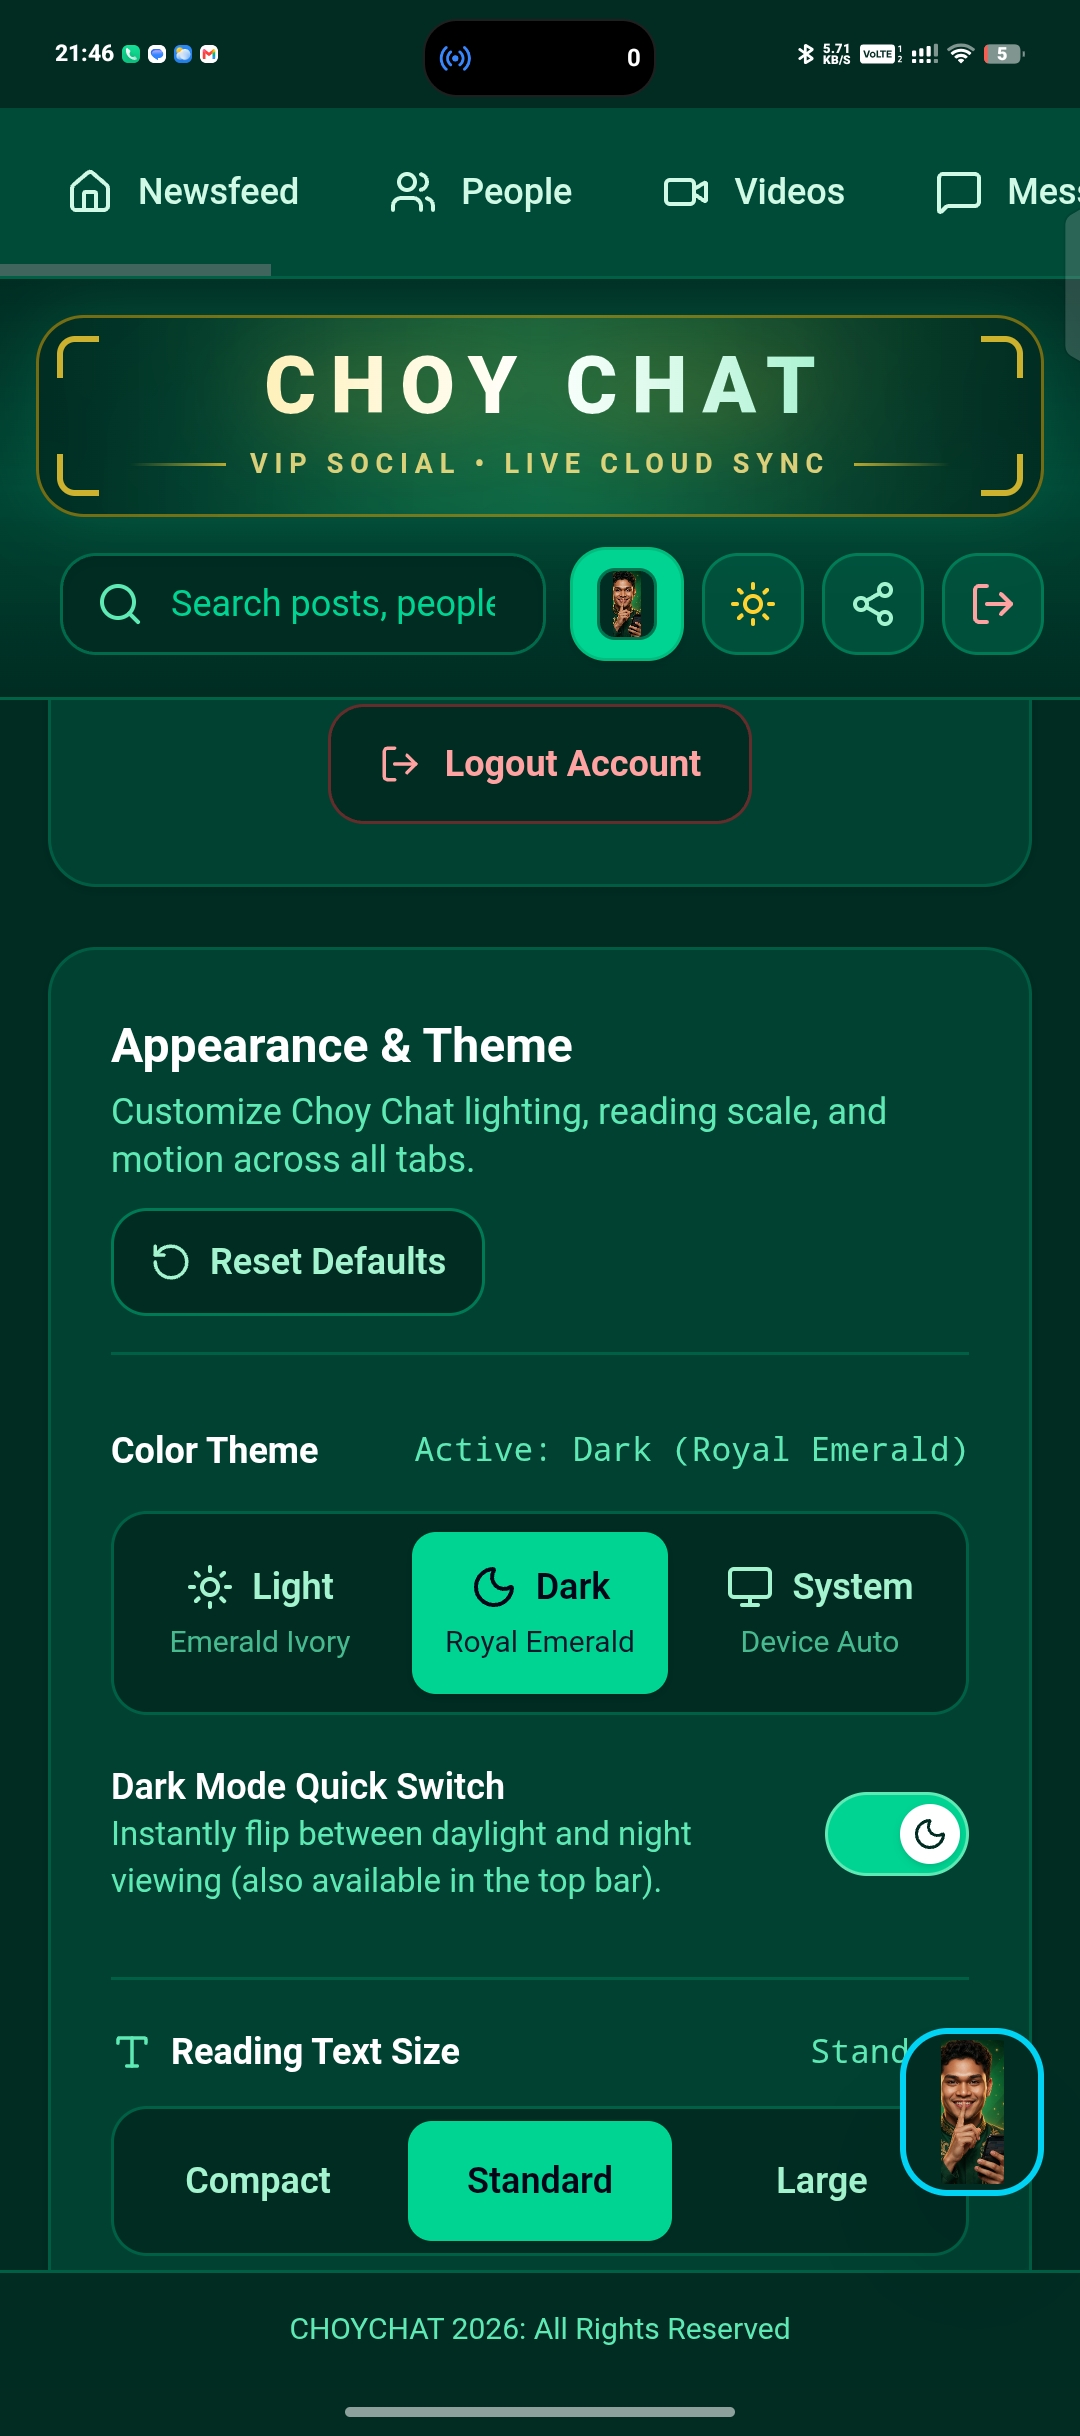 21:46
0
5.71
KB/S
VoLTE
1
2
5
Newsfeed
People
Videos
Mess
CHOY CHAT
VIP SOCIAL • LIVE CLOUD SYNC
Search posts, people
Logout Account
Appearance & Theme
Customize Choy Chat lighting, reading scale, and
motion across all tabs.
Reset Defaults
Color Theme
Active: Dark (Royal Emerald)
Light
Emerald Ivory
Dark
Royal Emerald
System
Device Auto
Dark Mode Quick Switch
Instantly flip between daylight and night
viewing (also available in the top bar).
Reading Text Size
Stand
Compact
Standard
Large
CHOYCHAT 2026: All Rights Reserved